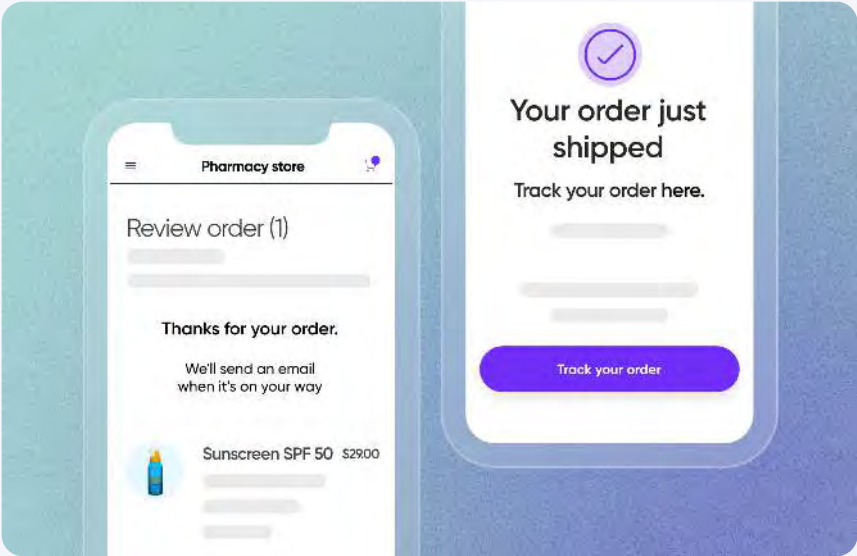 Pharmacy store
Review order (1)
Thanks for your order.
We'll send an email
when it's on your way
Sunscreen SPF 50 $29.00
Your order just
shipped
Track your order here.
Track your order